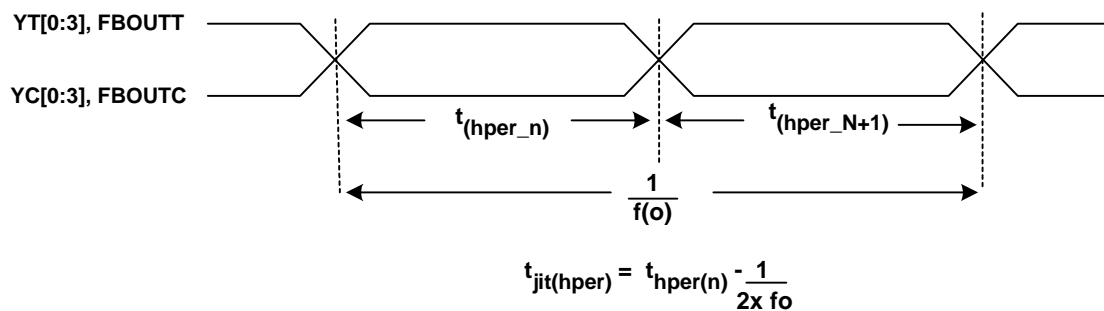 YT[0:3], FBOUTT
YC[0:3], FBOUTC
t(hper_n)
t(hper_N+1)
1
f(o)
tjit(hper) = thper(n) - 1
2x fo